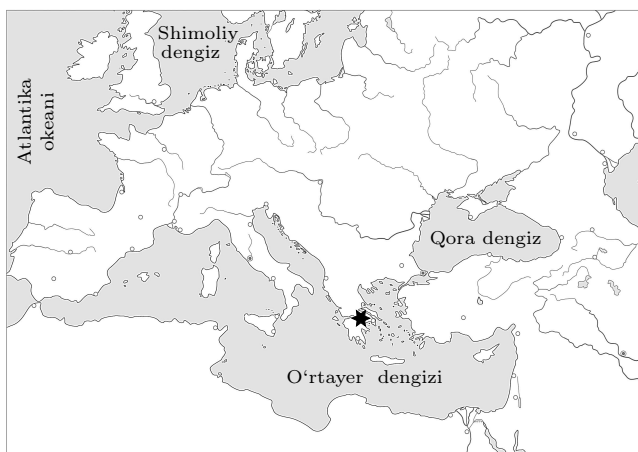 Shimoliy
dengiz
Atlantika
okeani
Qora dengiz
O‘rtayer dengizi